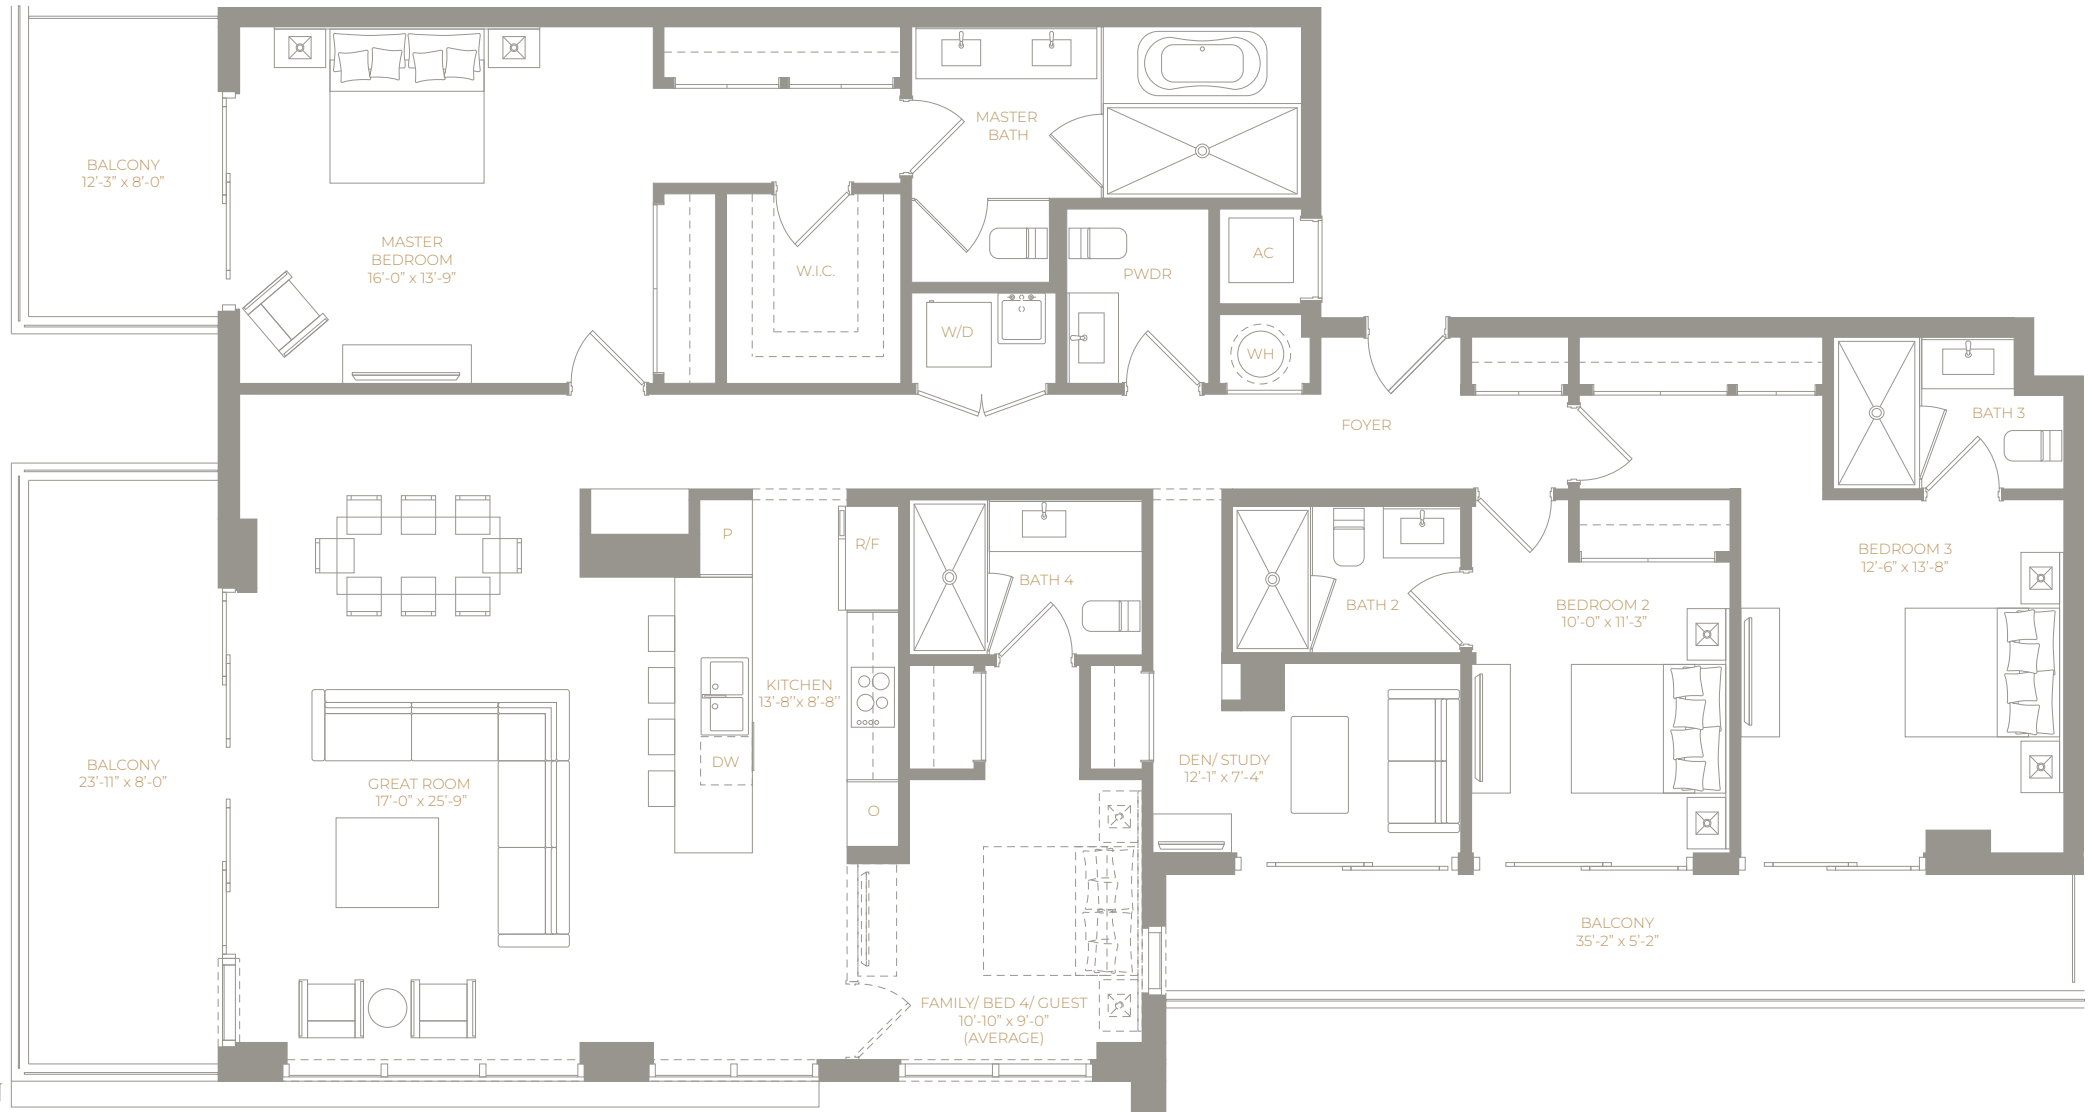 BALCONY
12’-3” x 8’-0”
MASTER
BEDROOM
16’-0” x 13’-9”
W.I.C.
MASTER
BATH
W/D
PWDR
AC
WH
FOYER
BATH 3
BEDROOM 3
12’-6” x 13’-8”
BEDROOM 2
10’-0” x 11’-3”
BATH 2
BATH 4
P
R/F
KITCHEN
13’-8’’x 8’-8’’
DW
O
DEN/ STUDY
12’-1” x 7’-4”
GREAT ROOM
17’-0” x 25’-9”
BALCONY
23’-11” x 8’-0”
BALCONY
35’-2” x 5’-2”
FAMILY/ BED 4/ GUEST
10’-10” x 9’-0”
(AVERAGE)